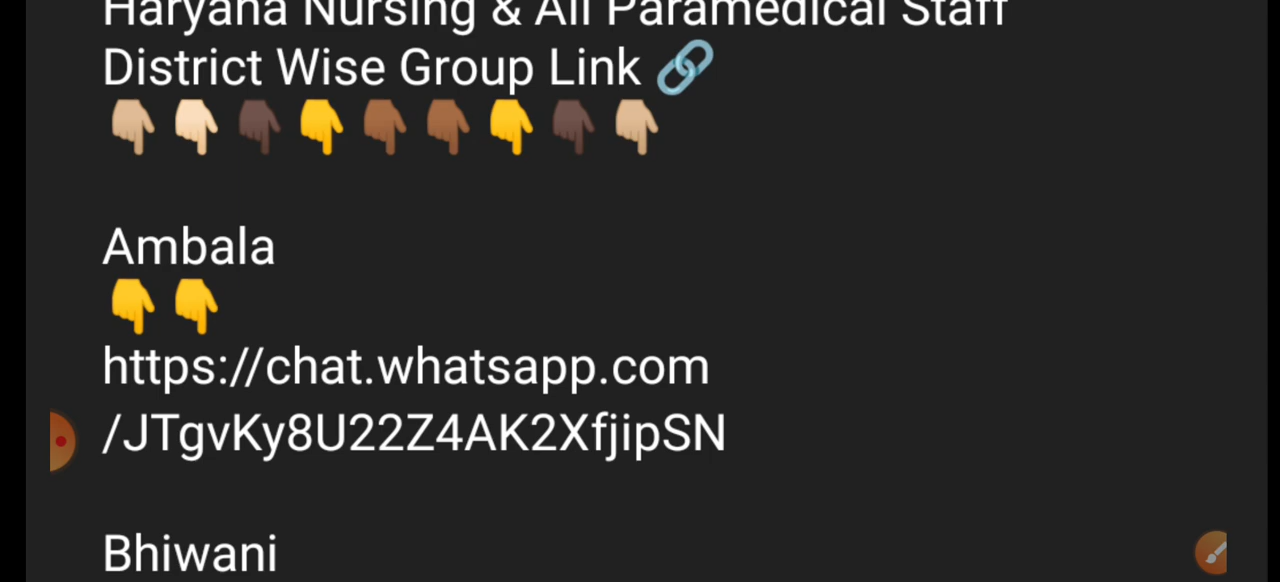 Haryana Nursing & All Paramedical Staff
District Wise Group Link 🔗
👇🏼👇🏻👇🏿👇👇🏾👇🏾👇👇🏿👇🏼
Ambala
👇👇
https://chat.whatsapp.com
/JTgvKy8U22Z4AK2XfjipSN
Bhiwani